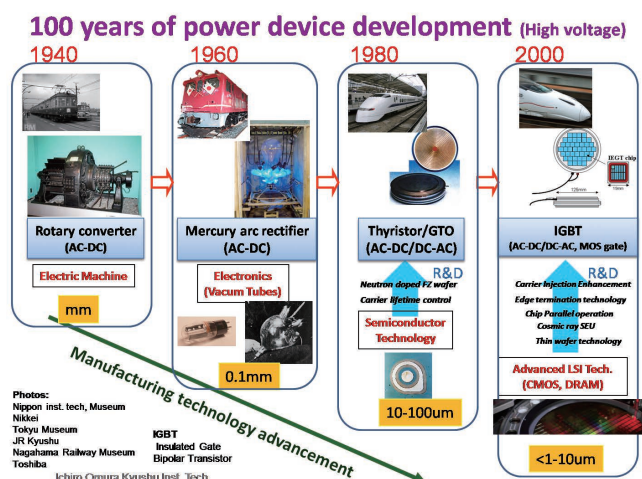 100 years of power device development (High voltage)
1940
1960
1980
2000
Rotary converter
(AC-DC)
Electric Machine
mm
Mercury arc rectifier
(AC-DC)
Electronics
(Vacum Tubes)
0.1mm
Thyristor/GTO
(AC-DC/DC-AC)
R&D
Neutron doped FZ wafer
Carrier lifetime control
Semiconductor
Technology
10-100um
IEGT chip
125mm
15mm
IGBT
(AC-DC/DC-AC, MOS gate)
R&D
Carrier Injection Enhancement
Edge termination technology
Chip Parallel operation
Cosmic ray SEU
Thin wafer technology
Advanced LSI Tech.
(CMOS, DRAM)
<1-10um
Manufacturing technology advancement
Photos:
Nippon inst. tech, Museum
Nikkei
Tokyu Museum
JR Kyushu
Nagahama Railway Museum
Toshiba
IGBT
Insulated Gate
Bipolar Transistor
Ichiro Omura Kyushu Inst. Tech